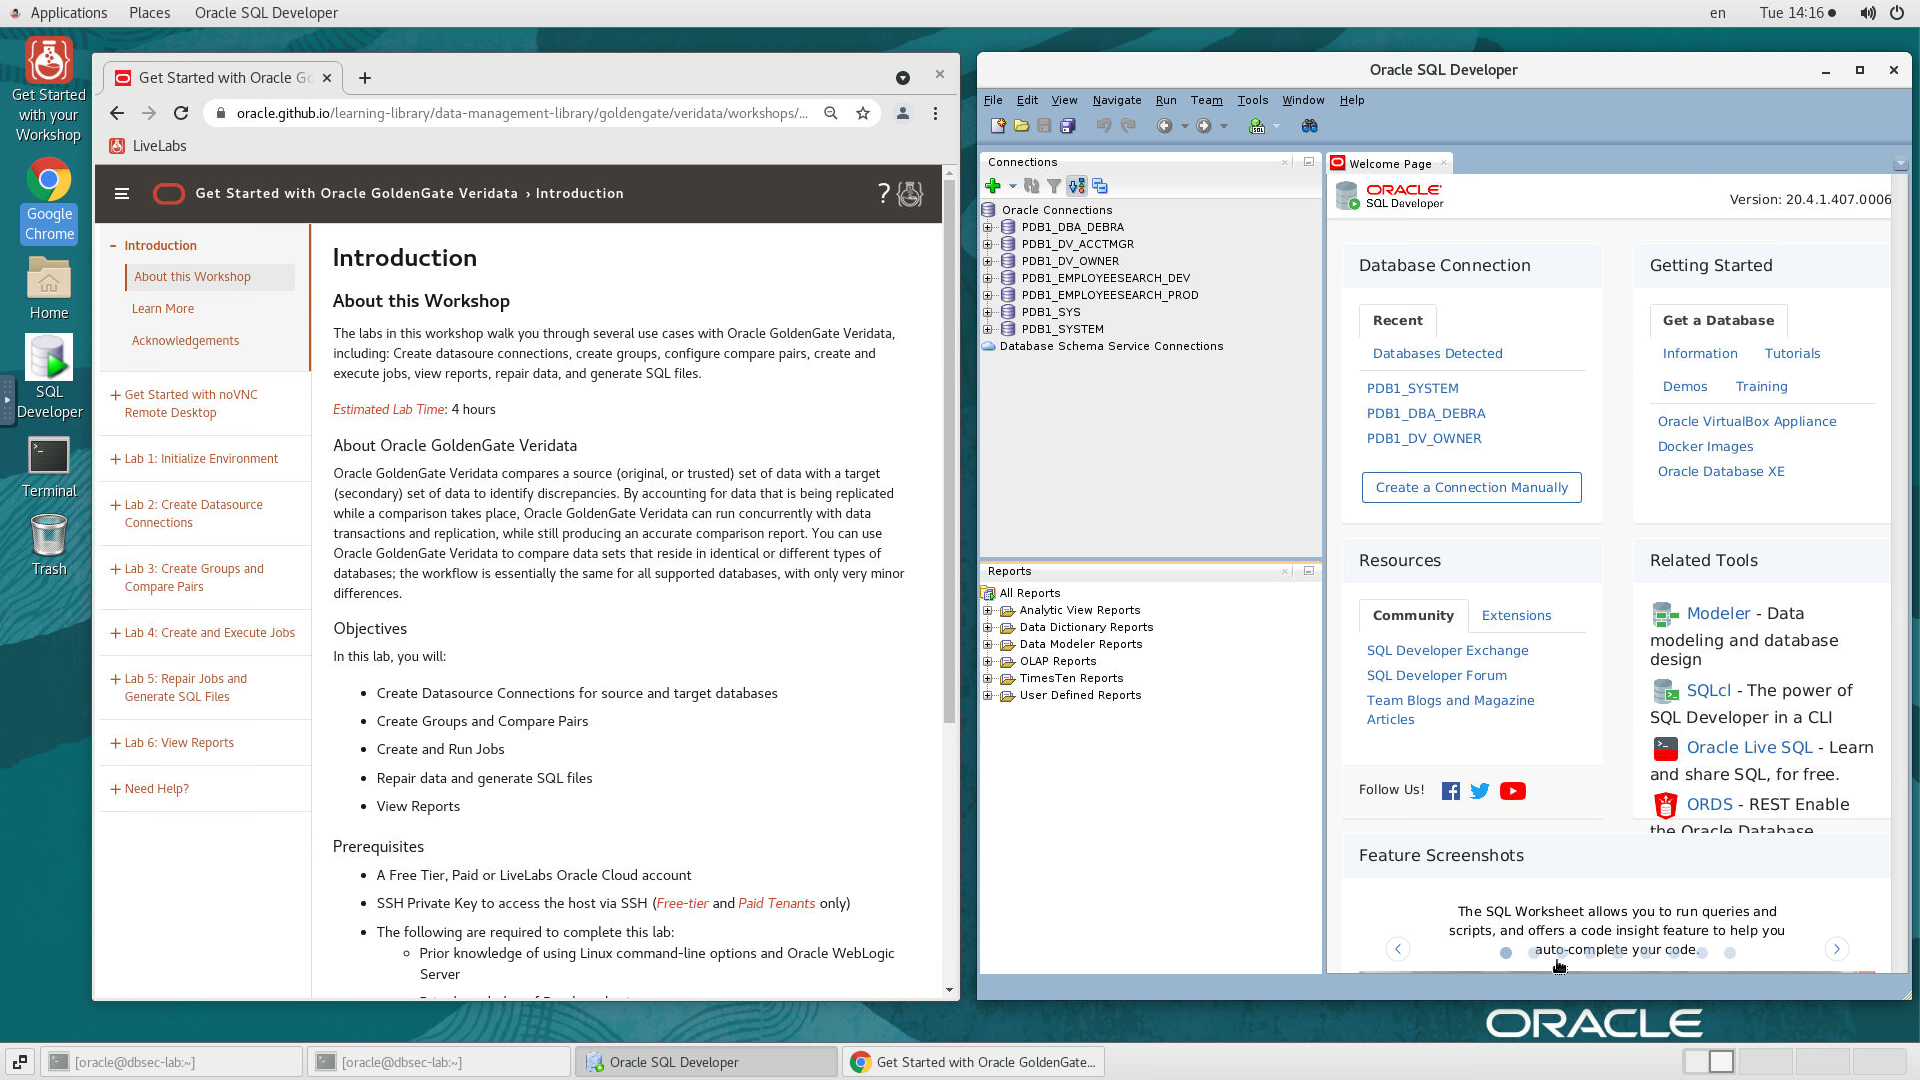 Applications
Places
Oracle SQL Developer
en
Tue 14:16
Get Started
with your
Workshop
Google
Chrome
Home
SQL
Developer
Terminal
Trash
Get Started with Oracle Go
oracle.github.io/learning-library/data-management-library/goldengate/veridata/workshops/...
LiveLabs
Get Started with Oracle GoldenGate Veridata › Introduction
?
Introduction
About this Workshop
Learn More
Acknowledgements
Get Started with noVNC
Remote Desktop
Lab 1: Initialize Environment
Lab 2: Create Datasource
Connections
Lab 3: Create Groups and
Compare Pairs
Lab 4: Create and Execute Jobs
Lab 5: Repair Jobs and
Generate SQL Files
Lab 6: View Reports
Need Help?
Introduction
About this Workshop
The labs in this workshop walk you through several use cases with Oracle GoldenGate Veridata,
including: Create datasoure connections, create groups, configure compare pairs, create and
execute jobs, view reports, repair data, and generate SQL files.
Estimated Lab Time: 4 hours
About Oracle GoldenGate Veridata
Oracle GoldenGate Veridata compares a source (original, or trusted) set of data with a target
(secondary) set of data to identify discrepancies. By accounting for data that is being replicated
while a comparison takes place, Oracle GoldenGate Veridata can run concurrently with data
transactions and replication, while still producing an accurate comparison report. You can use
Oracle GoldenGate Veridata to compare data sets that reside in identical or different types of
databases; the workflow is essentially the same for all supported databases, with only very minor
differences.
Objectives
In this lab, you will:
• Create Datasource Connections for source and target databases
• Create Groups and Compare Pairs
• Create and Run Jobs
• Repair data and generate SQL files
• View Reports
Prerequisites
• A Free Tier, Paid or LiveLabs Oracle Cloud account
• SSH Private Key to access the host via SSH (Free-tier and Paid Tenants only)
• The following are required to complete this lab:
Prior knowledge of using Linux command-line options and Oracle WebLogic
Server
Oracle SQL Developer
File Edit View Navigate Run Team Tools Window Help
Connections
Oracle Connections
PDB1_DBA_DEBRA
PDB1_DV_ACCTMGR
PDB1_DV_OWNER
PDB1_EMPLOYEESEARCH_DEV
PDB1_EMPLOYEESEARCH_PROD
PDB1_SYS
PDB1_SYSTEM
Database Schema Service Connections
Reports
All Reports
Analytic View Reports
Data Dictionary Reports
Data Modeler Reports
OLAP Reports
TimesTen Reports
User Defined Reports
Welcome Page
ORACLE
SQL Developer
Version: 20.4.1.407.0006
Database Connection
Recent
Databases Detected
PDB1_SYSTEM
PDB1_DBA_DEBRA
PDB1_DV_OWNER
Create a Connection Manually
Getting Started
Get a Database
Information Tutorials
Demos Training
Oracle VirtualBox Appliance
Docker Images
Oracle Database XE
Resources
Community
Extensions
SQL Developer Exchange
SQL Developer Forum
Team Blogs and Magazine
Articles
Follow Us!
Related Tools
Modeler - Data
modeling and database
design
SQLcl - The power of
SQL Developer in a CLI
Oracle Live SQL - Learn
and share SQL, for free.
ORDS - REST Enable
the Oracle Database
Feature Screenshots
The SQL Worksheet allows you to run queries and
scripts, and offers a code insight feature to help you
auto-complete your code.
ORACLE
[oracle@dbsec-lab:~]
[oracle@dbsec-lab:~]
Oracle SQL Developer
Get Started with Oracle GoldenGate...